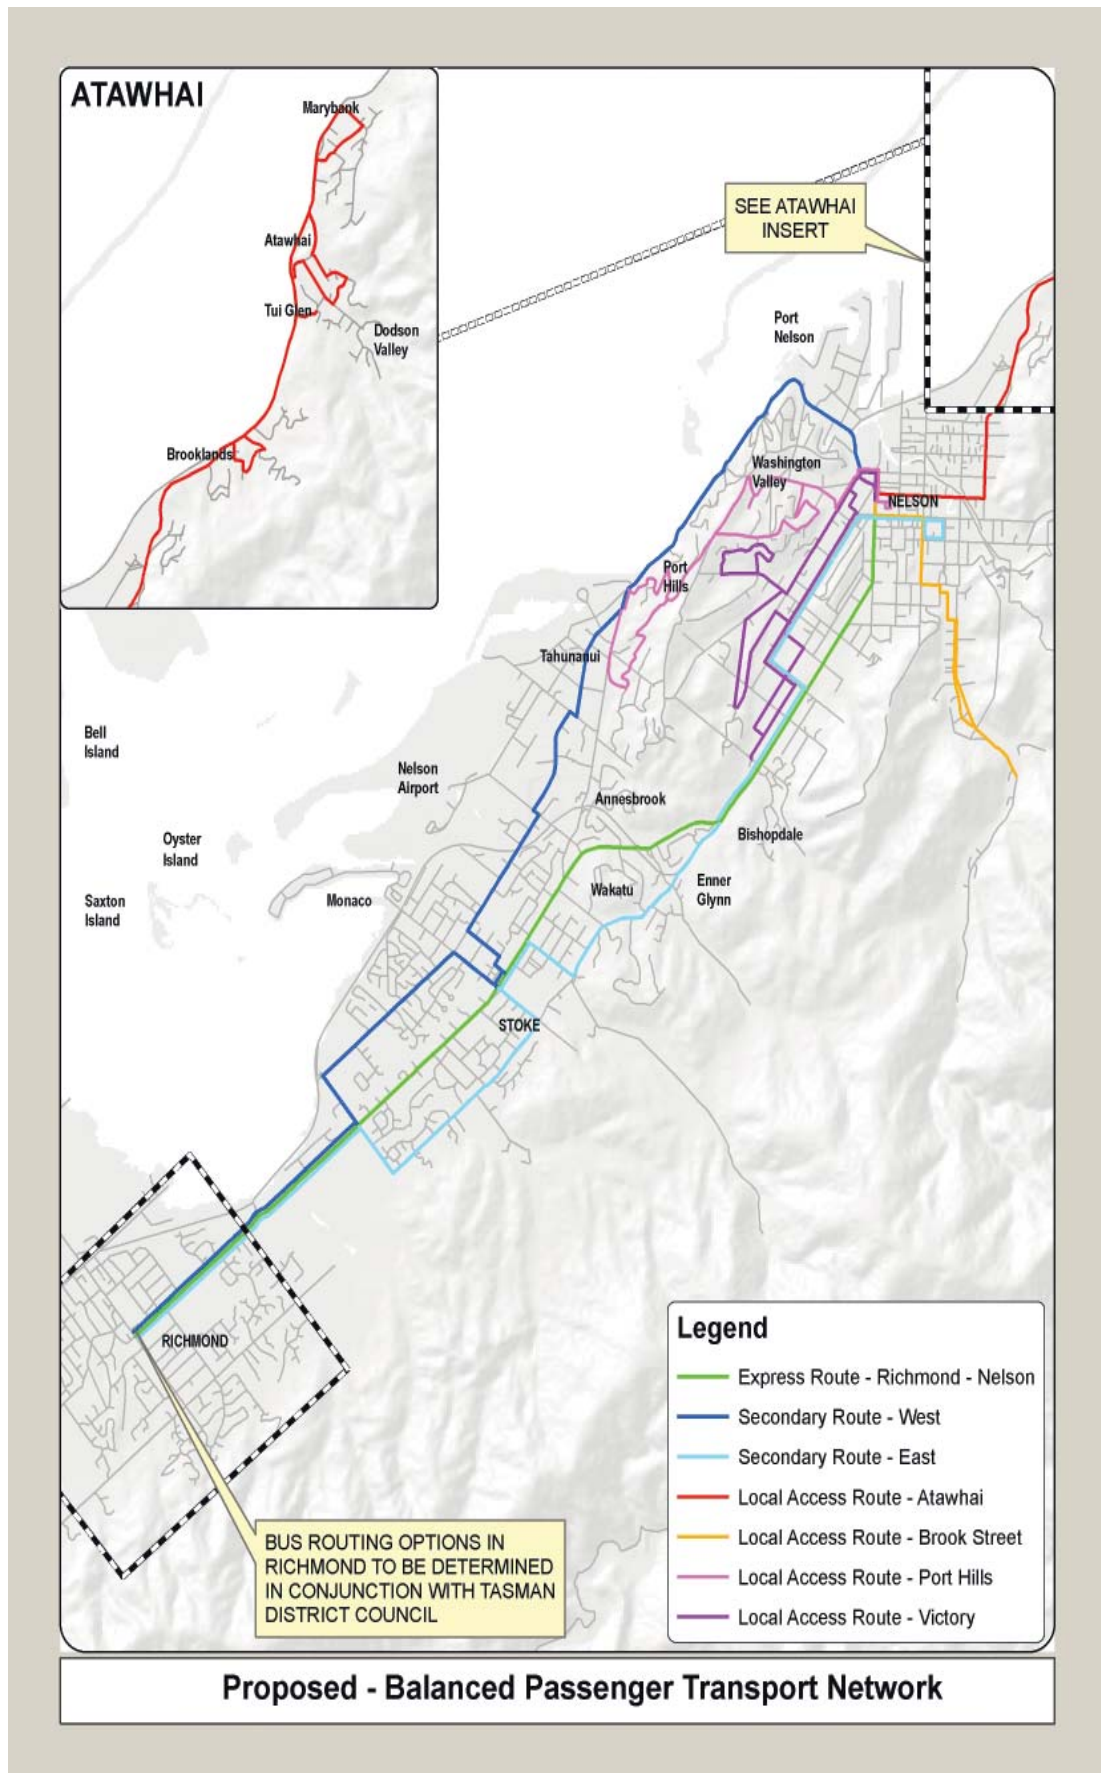 ATAWHAI
Marybank
Atawhai
Tui Glen
Dodson
Valley
Brooklands
SEE ATAWHAI
INSERT
Port
Nelson
Washington
Valley
NELSON
Port
Hills
Tahunanui
Bell
Island
Nelson
Airport
Annesbrook
Bishopdale
Oyster
Island
Enner
Glynn
Wakatu
Monaco
Saxton
Island
STOKE
RICHMOND
BUS ROUTING OPTIONS IN
RICHMOND TO BE DETERMINED
IN CONJUNCTION WITH TASMAN
DISTRICT COUNCIL
Legend
Express Route - Richmond - Nelson
Secondary Route - West
Secondary Route - East
Local Access Route - Atawhai
Local Access Route - Brook Street
Local Access Route - Port Hills
Local Access Route - Victory
Proposed - Balanced Passenger Transport Network